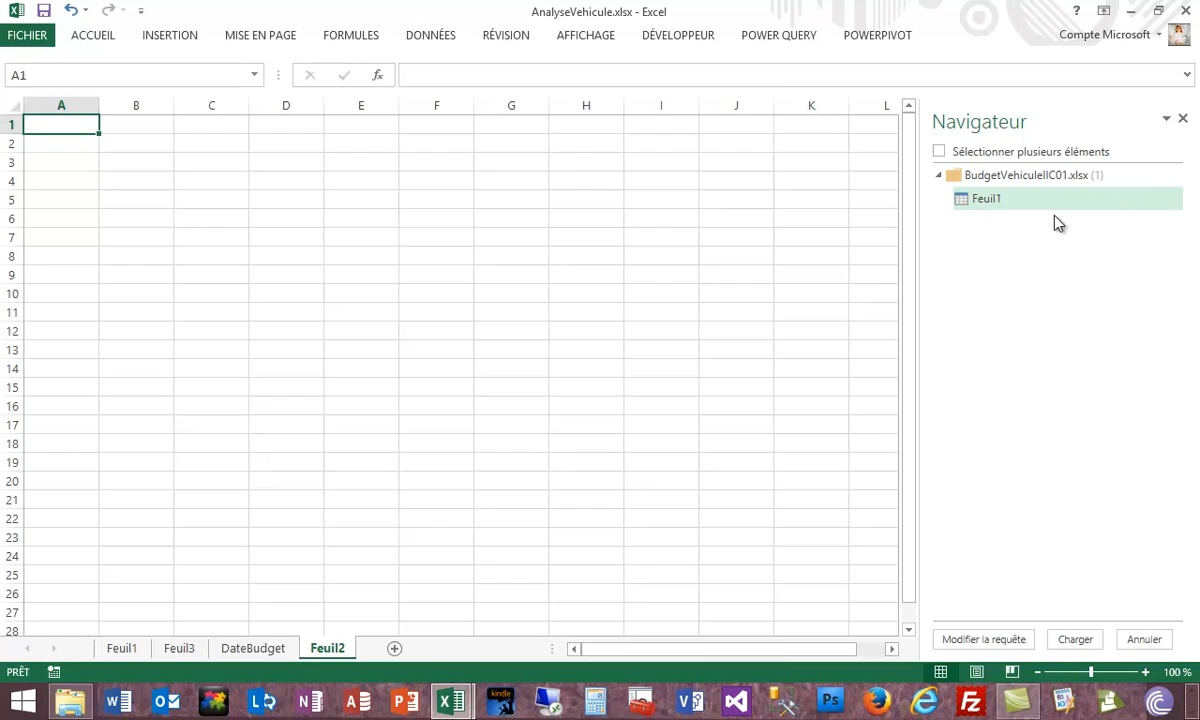 AnalyseVehicule.xlsx - Excel
?
FICHIER ACCUEIL INSERTION MISE EN PAGE FORMULES DONNÉES RÉVISION AFFICHAGE DÉVELOPPEUR POWER QUERY POWERPIVOT
Compte Microsoft
A1
fx
A B C D E F G H I J K L
1
2
3
4
5
6
7
8
9
10
11
12
13
14
15
16
17
18
19
20
21
22
23
24
25
26
27
28
Navigateur
Sélectionner plusieurs éléments
BudgetVehiculeIIC01.xlsx (1)
Feuil1
Modifier la requête Charger Annuler
Feuil1 Feuil3 DateBudget Feuil2
PRÊT
100 %
kindle
Ps